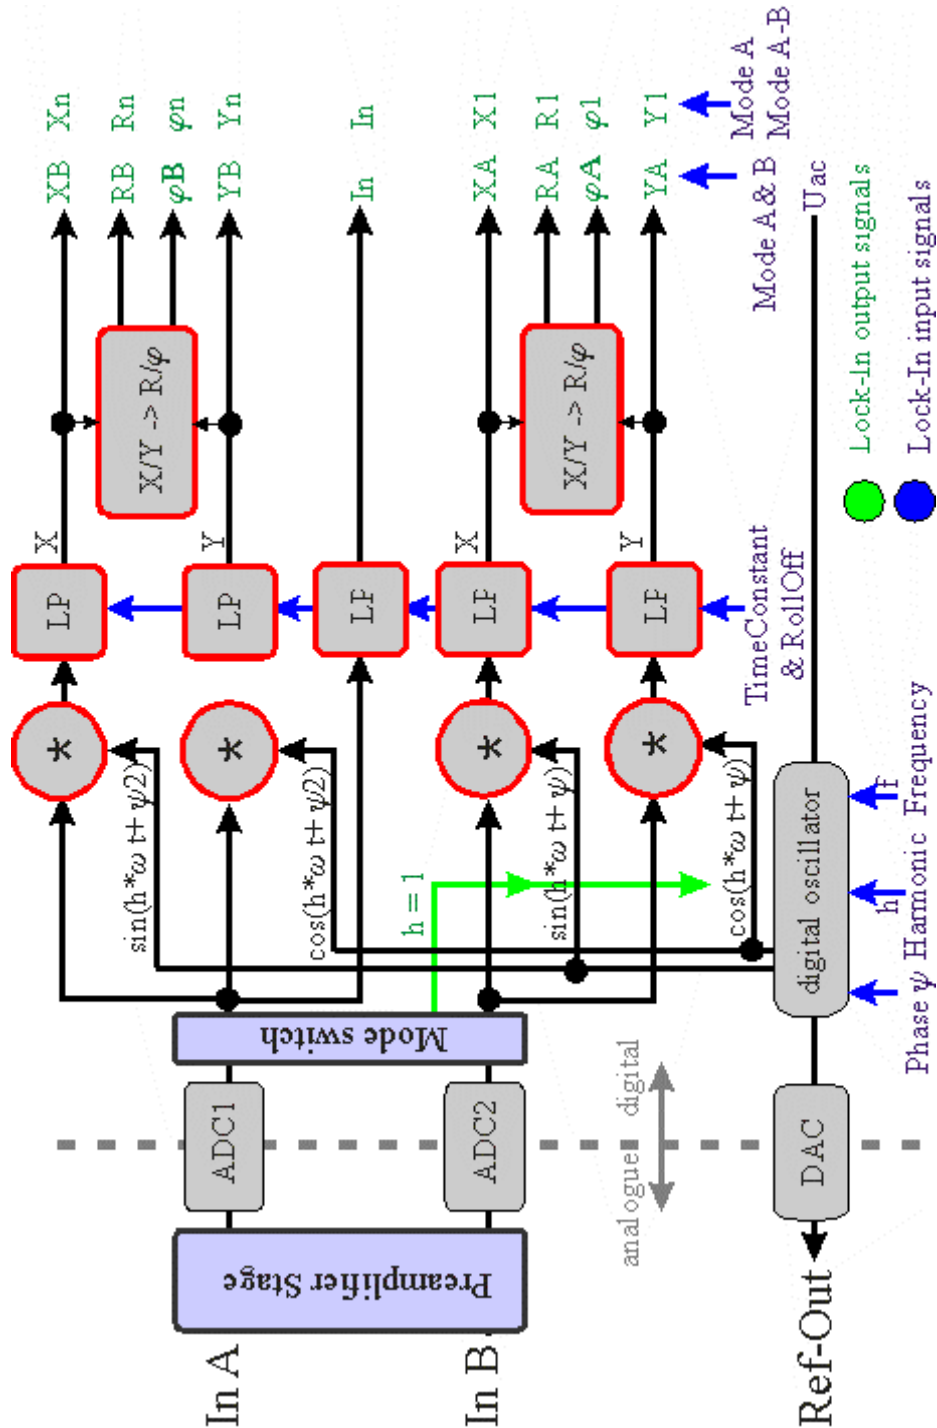 XB Xn
RB Rn
φB φn
YB Yn
In In
XA X1
RA R1
φA φ1
YA Y1
Mode A & B
Mode A
Mode A-B
X/Y -> R/φ
X/Y -> R/φ
X
Y
X
Y
LP
LP
LP
LP
LP
TimeConstant
& RollOff
*
*
*
*
sin(h*ω t+ ψ2)
cos(h*ω t+ ψ2)
h = 1
sin(h*ω t+ ψ)
cos(h*ω t+ ψ)
Mode switch
ADC1
ADC2
analogue digital
Preamplifier Stage
In A
In B
Ref-Out
DAC
digital oscillator
Uac
h
f
Phase ψ Harmonic Frequency
Lock-In output signals
Lock-In input signals